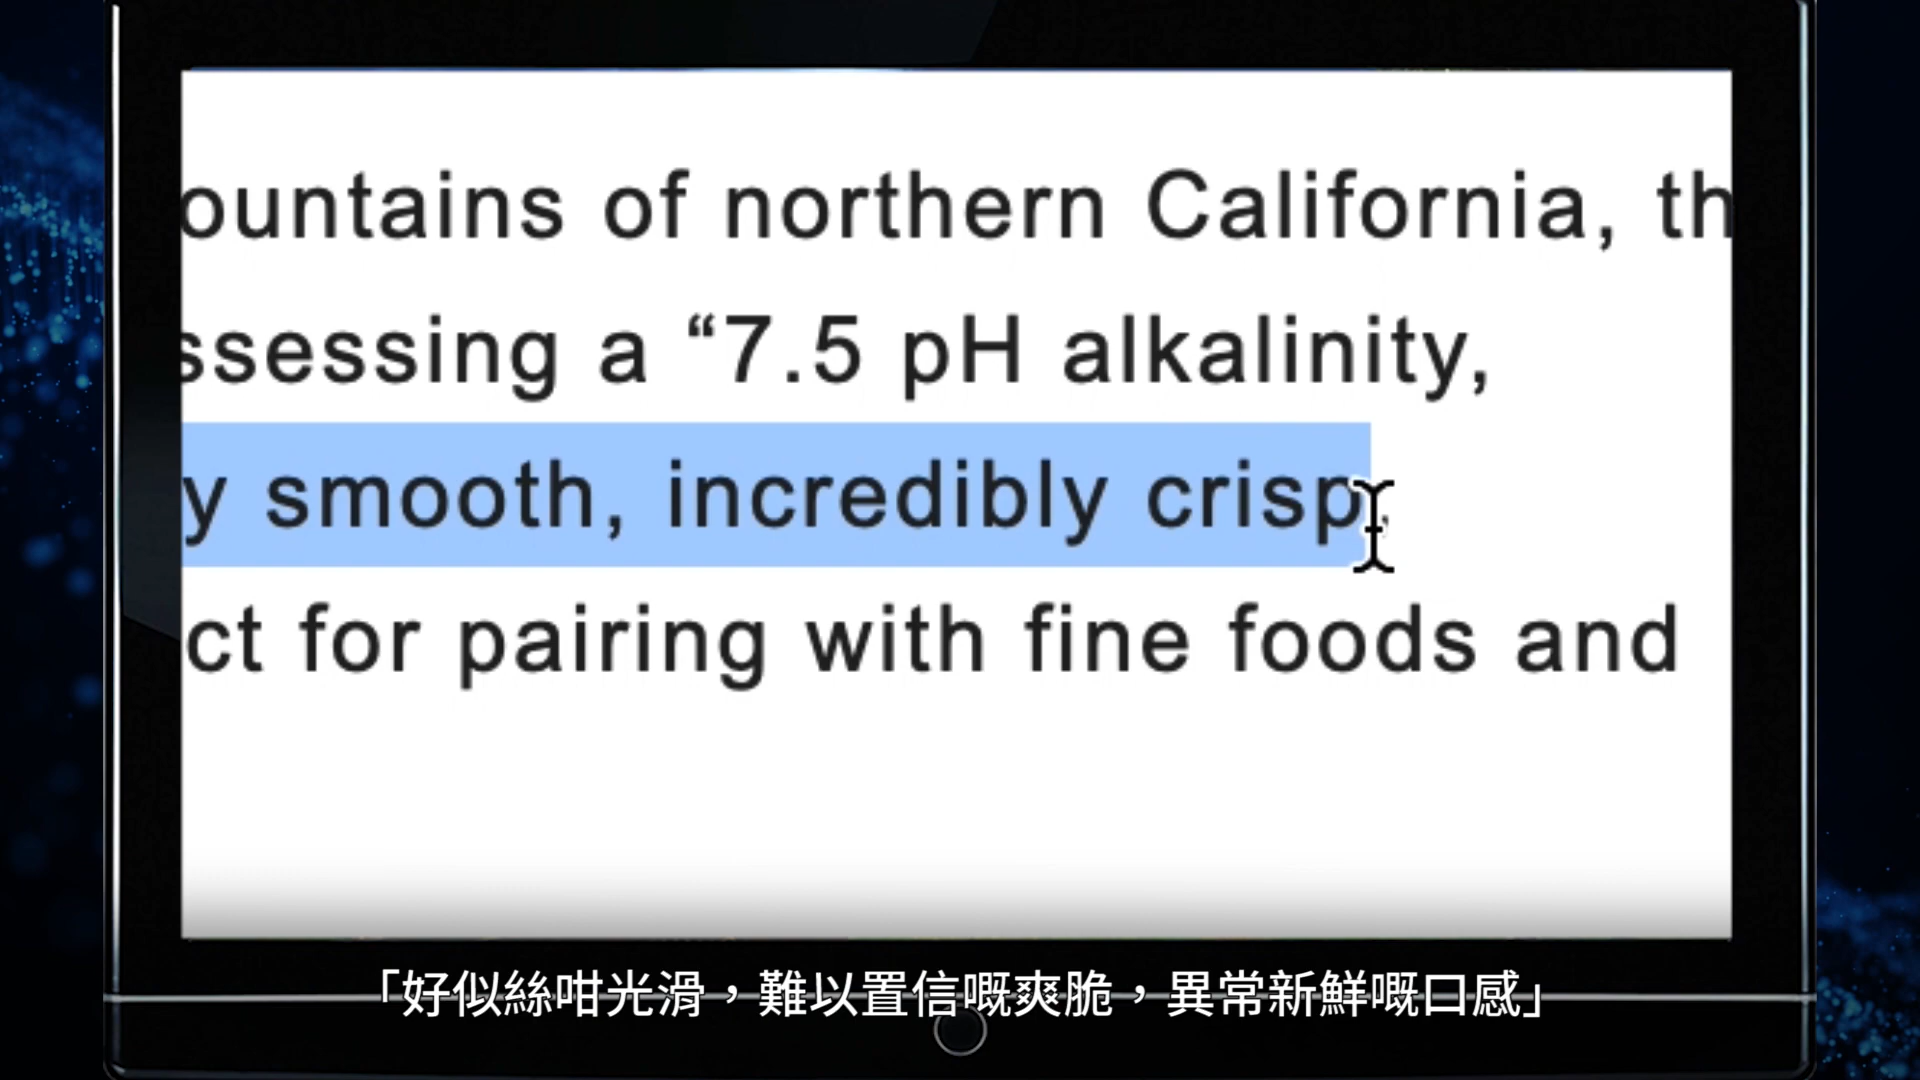 ountains of northern California, th
ssessing a “7.5 pH alkalinity,
y smooth, incredibly crisp,
ct for pairing with fine foods and
「好似絲咁光滑，難以置信嘅爽脆，異常新鮮嘅口感」